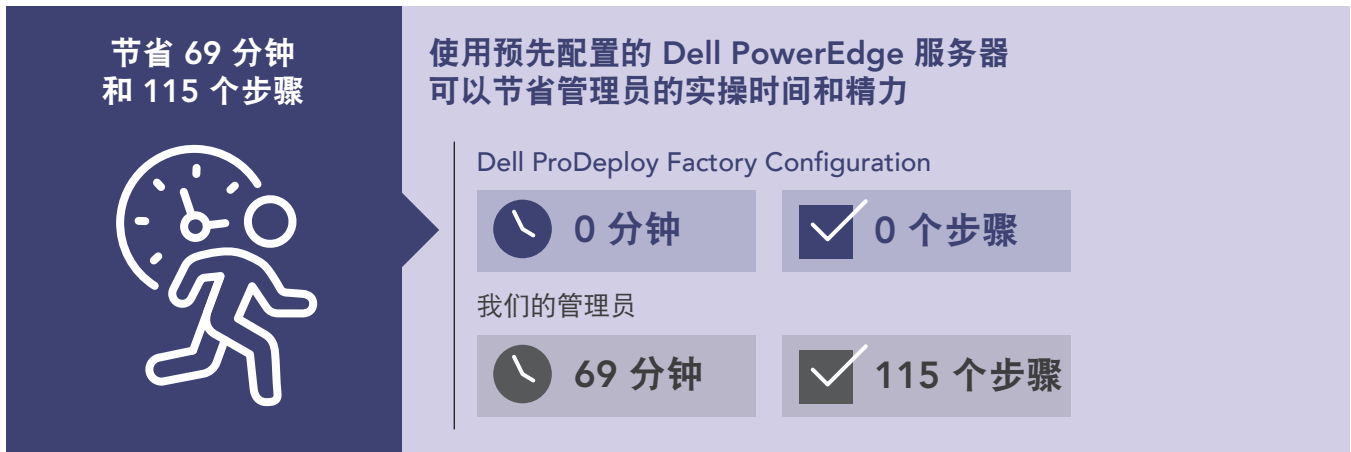 节省 69 分钟
和 115 个步骤
使用预先配置的 Dell PowerEdge 服务器
可以节省管理员的实操时间和精力
Dell ProDeploy Factory Configuration
0 分钟
0 个步骤
我们的管理员
69 分钟
115 个步骤